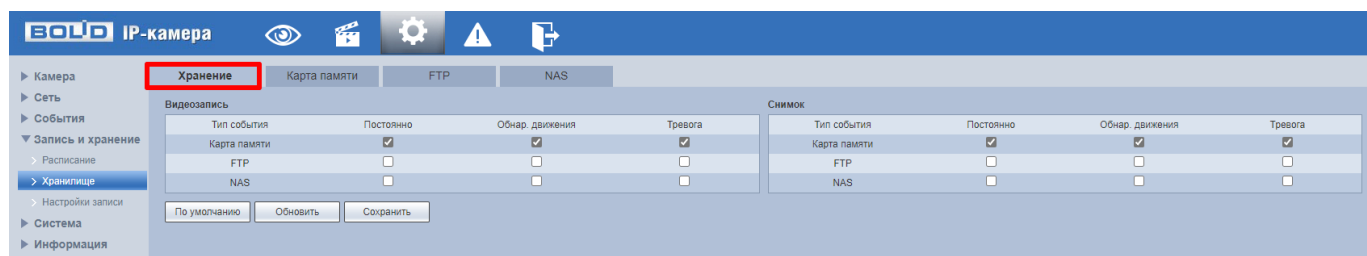 BOLID IP-камера
Камера
Сеть
События
Запись и хранение
Расписание
Хранилище
Настройки записи
Система
Информация
Хранение Карта памяти FTP NAS
Видеозапись
Тип события Постоянно Обнар. движения Тревога
Карта памяти
FTP
NAS
По умолчанию Обновить Сохранить
Снимок
Тип события Постоянно Обнар. движения Тревога
Карта памяти
FTP
NAS